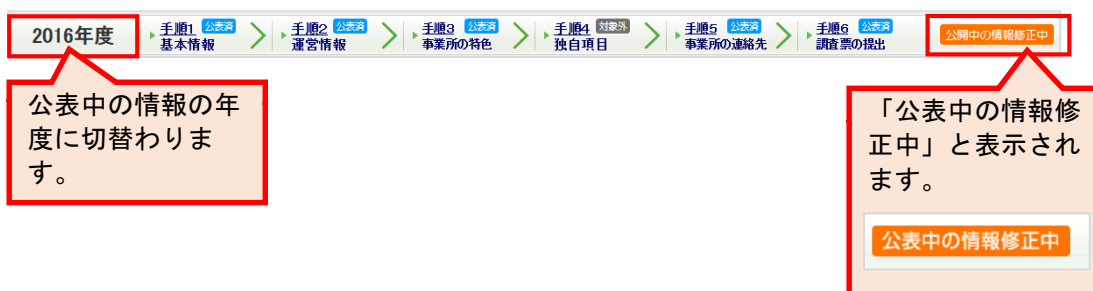 2016年度
手順1 公表済
基本情報
手順2 公表済
運営情報
手順3 公表済
事業所の特色
手順4 対象外
独自項目
手順5 公表済
事業所の連絡先
手順6 公表済
調査票の提出
公開中の情報修正中
公表中の情報の年
度に切替わりま
す。
「公表中の情報修
正中」と表示され
ます。
公表中の情報修正中